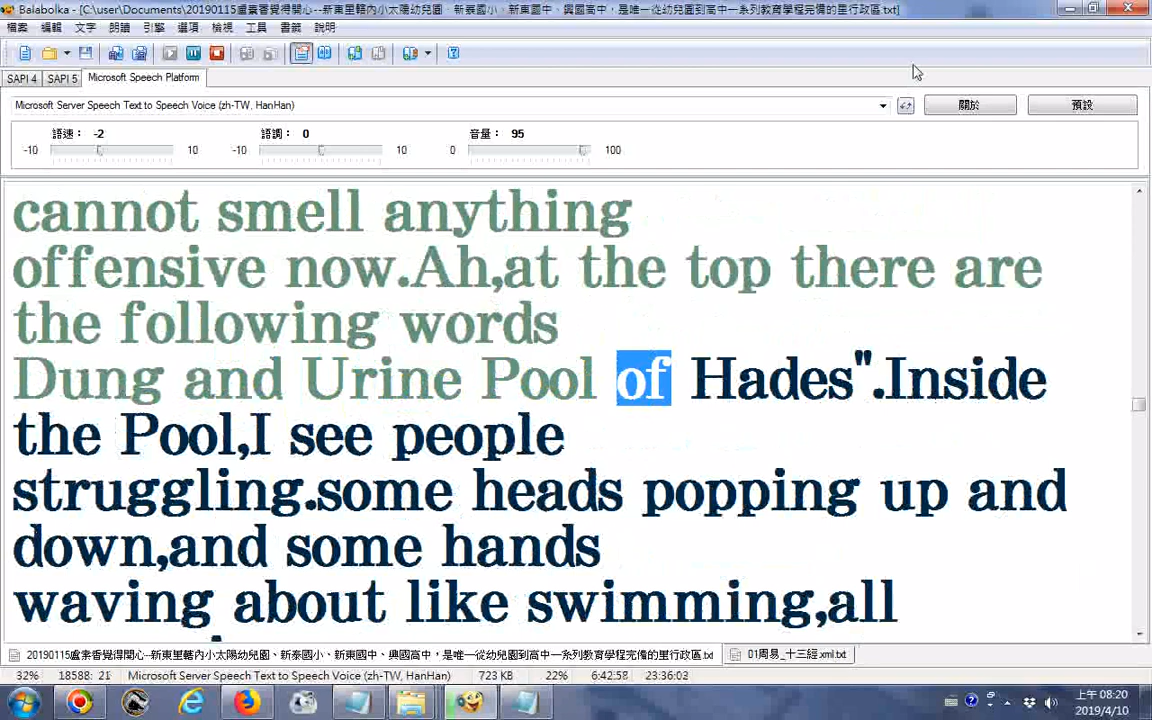 Balabolka - [C:\user\Documents\20190115盧素香覺得開心--新東里轄內小太陽幼兒園、新泰國小、新東國中、興國高中，是唯一從幼兒園到高中一系列教育學程完備的里行政區.txt]
檔案 編輯 文字 朗讀 引擎 選項 檢視 工具 書籤 說明
SAPI 4 SAPI 5 Microsoft Speech Platform
Microsoft Server Speech Text to Speech Voice (zh-TW, HanHan) 關於 預設
語速： -2 語調： 0 音量： 95
-10 10 -10 10 0 100
cannot smell anything
offensive now.Ah,at the top there are
the following words
Dung and Urine Pool of Hades".Inside
the Pool,I see people
struggling.some heads popping up and
down,and some hands
waving about like swimming,all
20190115盧素香覺得開心--新東里轄內小太陽幼兒園、新泰國小、新東國中、興國高中，是唯一從幼兒園到高中一系列教育學程完備的里行政區.txt 01周易_十三經.xml.txt
32% 18588: 21 Microsoft Server Speech Text to Speech Voice (zh-TW, HanHan) 723 KB 22% 6:42:58 23:36:02
上午 08:20
2019/4/10